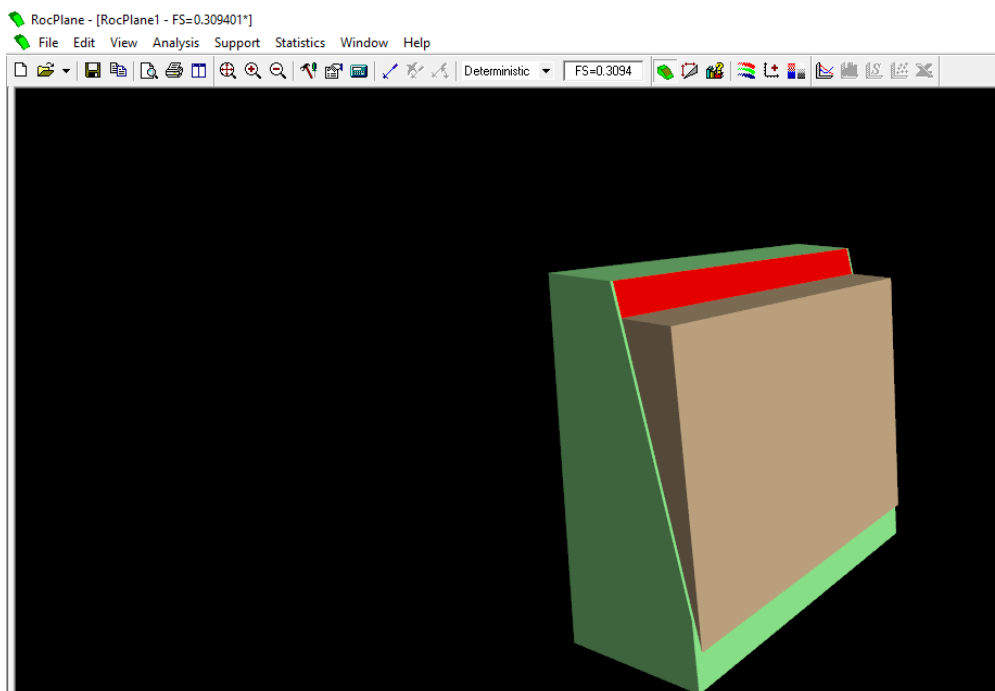 RocPlane - [RocPlane1 - FS=0.309401*]
File Edit View Analysis Support Statistics Window Help
Deterministic FS=0.3094